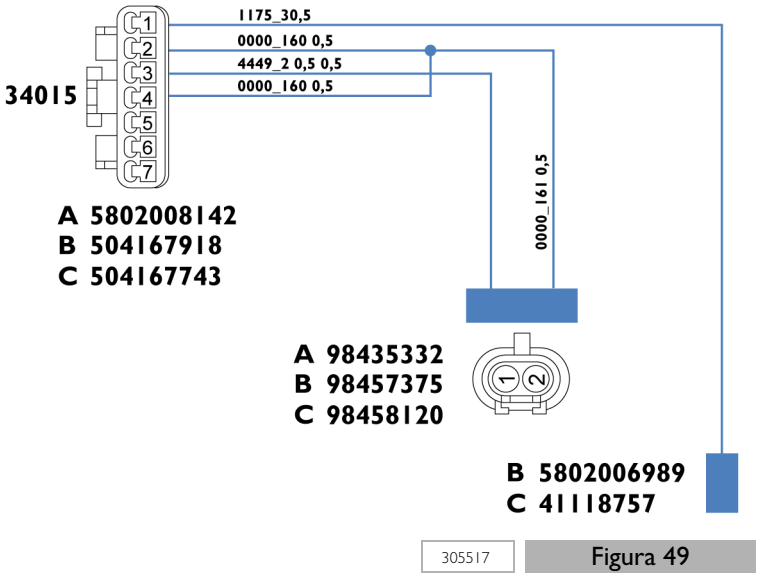 1175_30,5
0000_160 0,5
4449_2 0,5 0,5
0000_160 0,5
34015
1
2
3
4
5
6
7
0000_161 0,5
A 5802008142
B 504167918
C 504167743
A 98435332
B 98457375
C 98458120
1 2
B 5802006989
C 41118757
305517
Figura 49